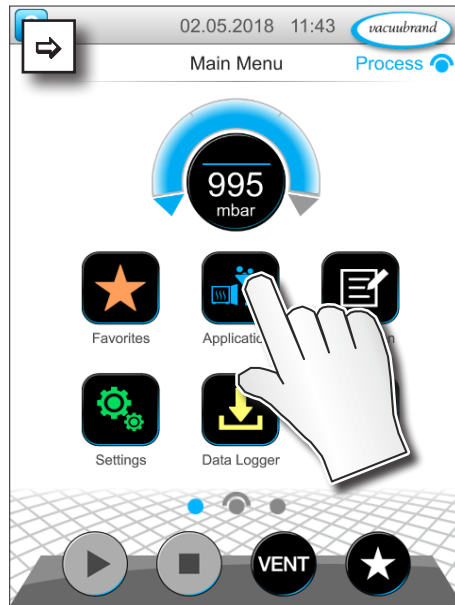 02.05.2018 11:43 vacuubrand
Main Menu Process
995
mbar
Favorites
Settings Data Logger
VENT